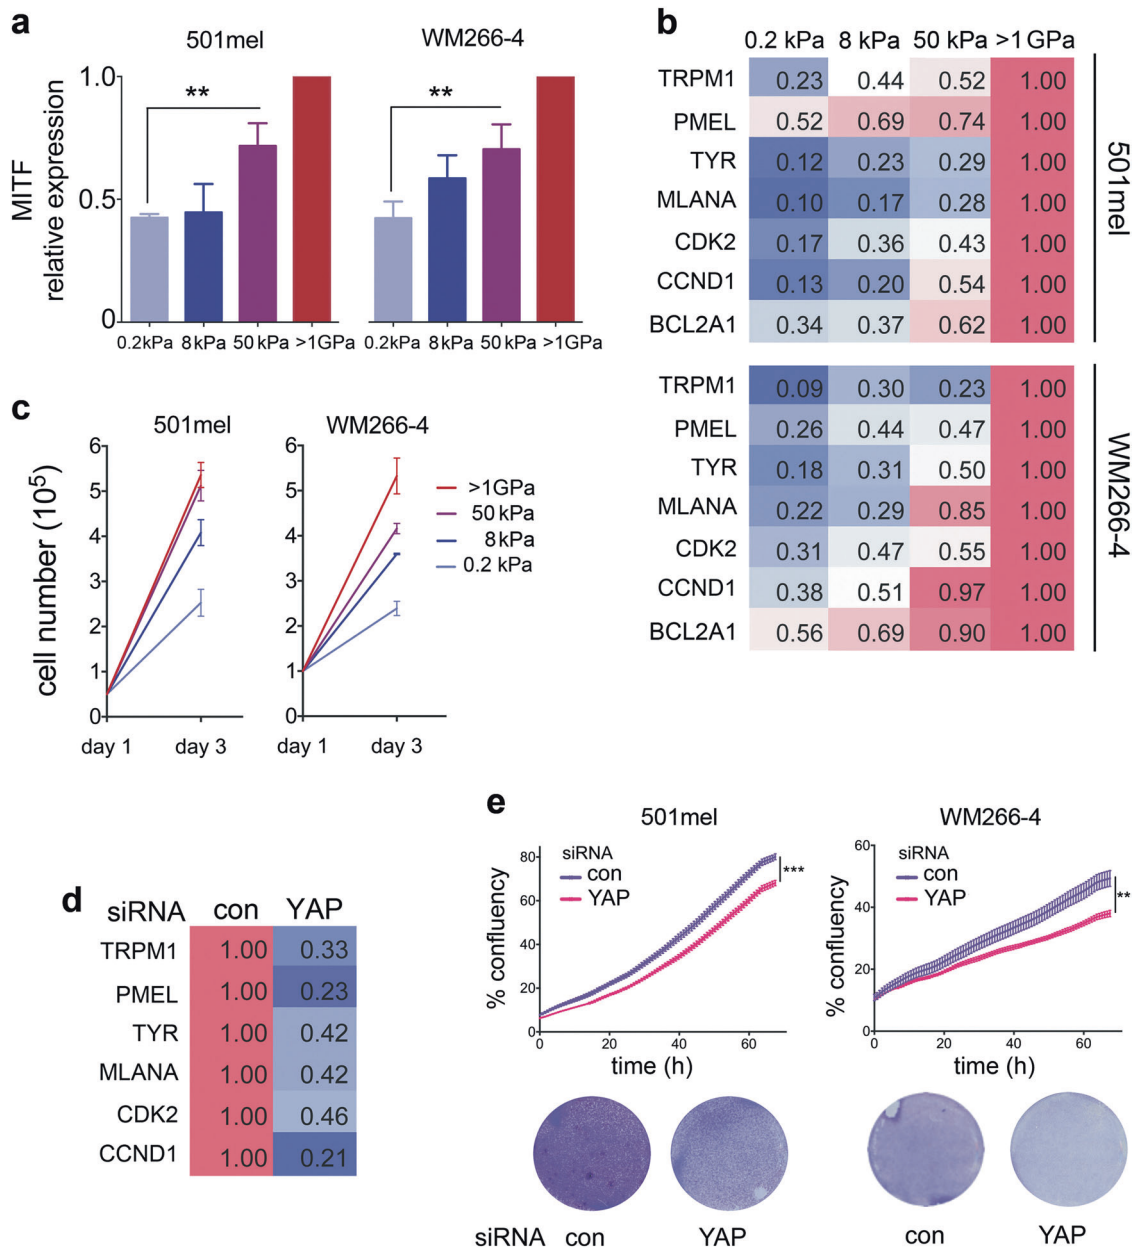 a
501mel
WM266-4
MITF
relative expression
1.0
0.5
0
0.2kPa 8kPa 50kPa >1GPa
0.2kPa 8kPa 50kPa >1GPa
**
**
b
0.2 kPa 8 kPa 50 kPa >1GPa
TRPM1 0.23 0.44 0.52 1.00
PMEL 0.52 0.69 0.74 1.00
TYR 0.12 0.23 0.29 1.00
MLANA 0.10 0.17 0.28 1.00
CDK2 0.17 0.36 0.43 1.00
CCND1 0.13 0.20 0.54 1.00
BCL2A1 0.34 0.37 0.62 1.00
501mel
TRPM1 0.09 0.30 0.23 1.00
PMEL 0.26 0.44 0.47 1.00
TYR 0.18 0.31 0.50 1.00
MLANA 0.22 0.29 0.85 1.00
CDK2 0.31 0.47 0.55 1.00
CCND1 0.38 0.51 0.97 1.00
BCL2A1 0.56 0.69 0.90 1.00
WM266-4
c
501mel
WM266-4
cell number (10⁵)
6
5
4
3
2
1
0
day 1 day 3
6
5
4
3
2
1
0
day 1 day 3
>1GPa
50kPa
8kPa
0.2 kPa
d
siRNA con YAP
TRPM1 1.00 0.33
PMEL 1.00 0.23
TYR 1.00 0.42
MLANA 1.00 0.42
CDK2 1.00 0.46
CCND1 1.00 0.21
e
501mel
WM266-4
% confluency
80
60
40
20
0
0 20 40 60
time (h)
siRNA
con
YAP
***
% confluency
60
40
20
0
0 20 40 60
time (h)
siRNA
con
YAP
**
siRNA con YAP
con YAP